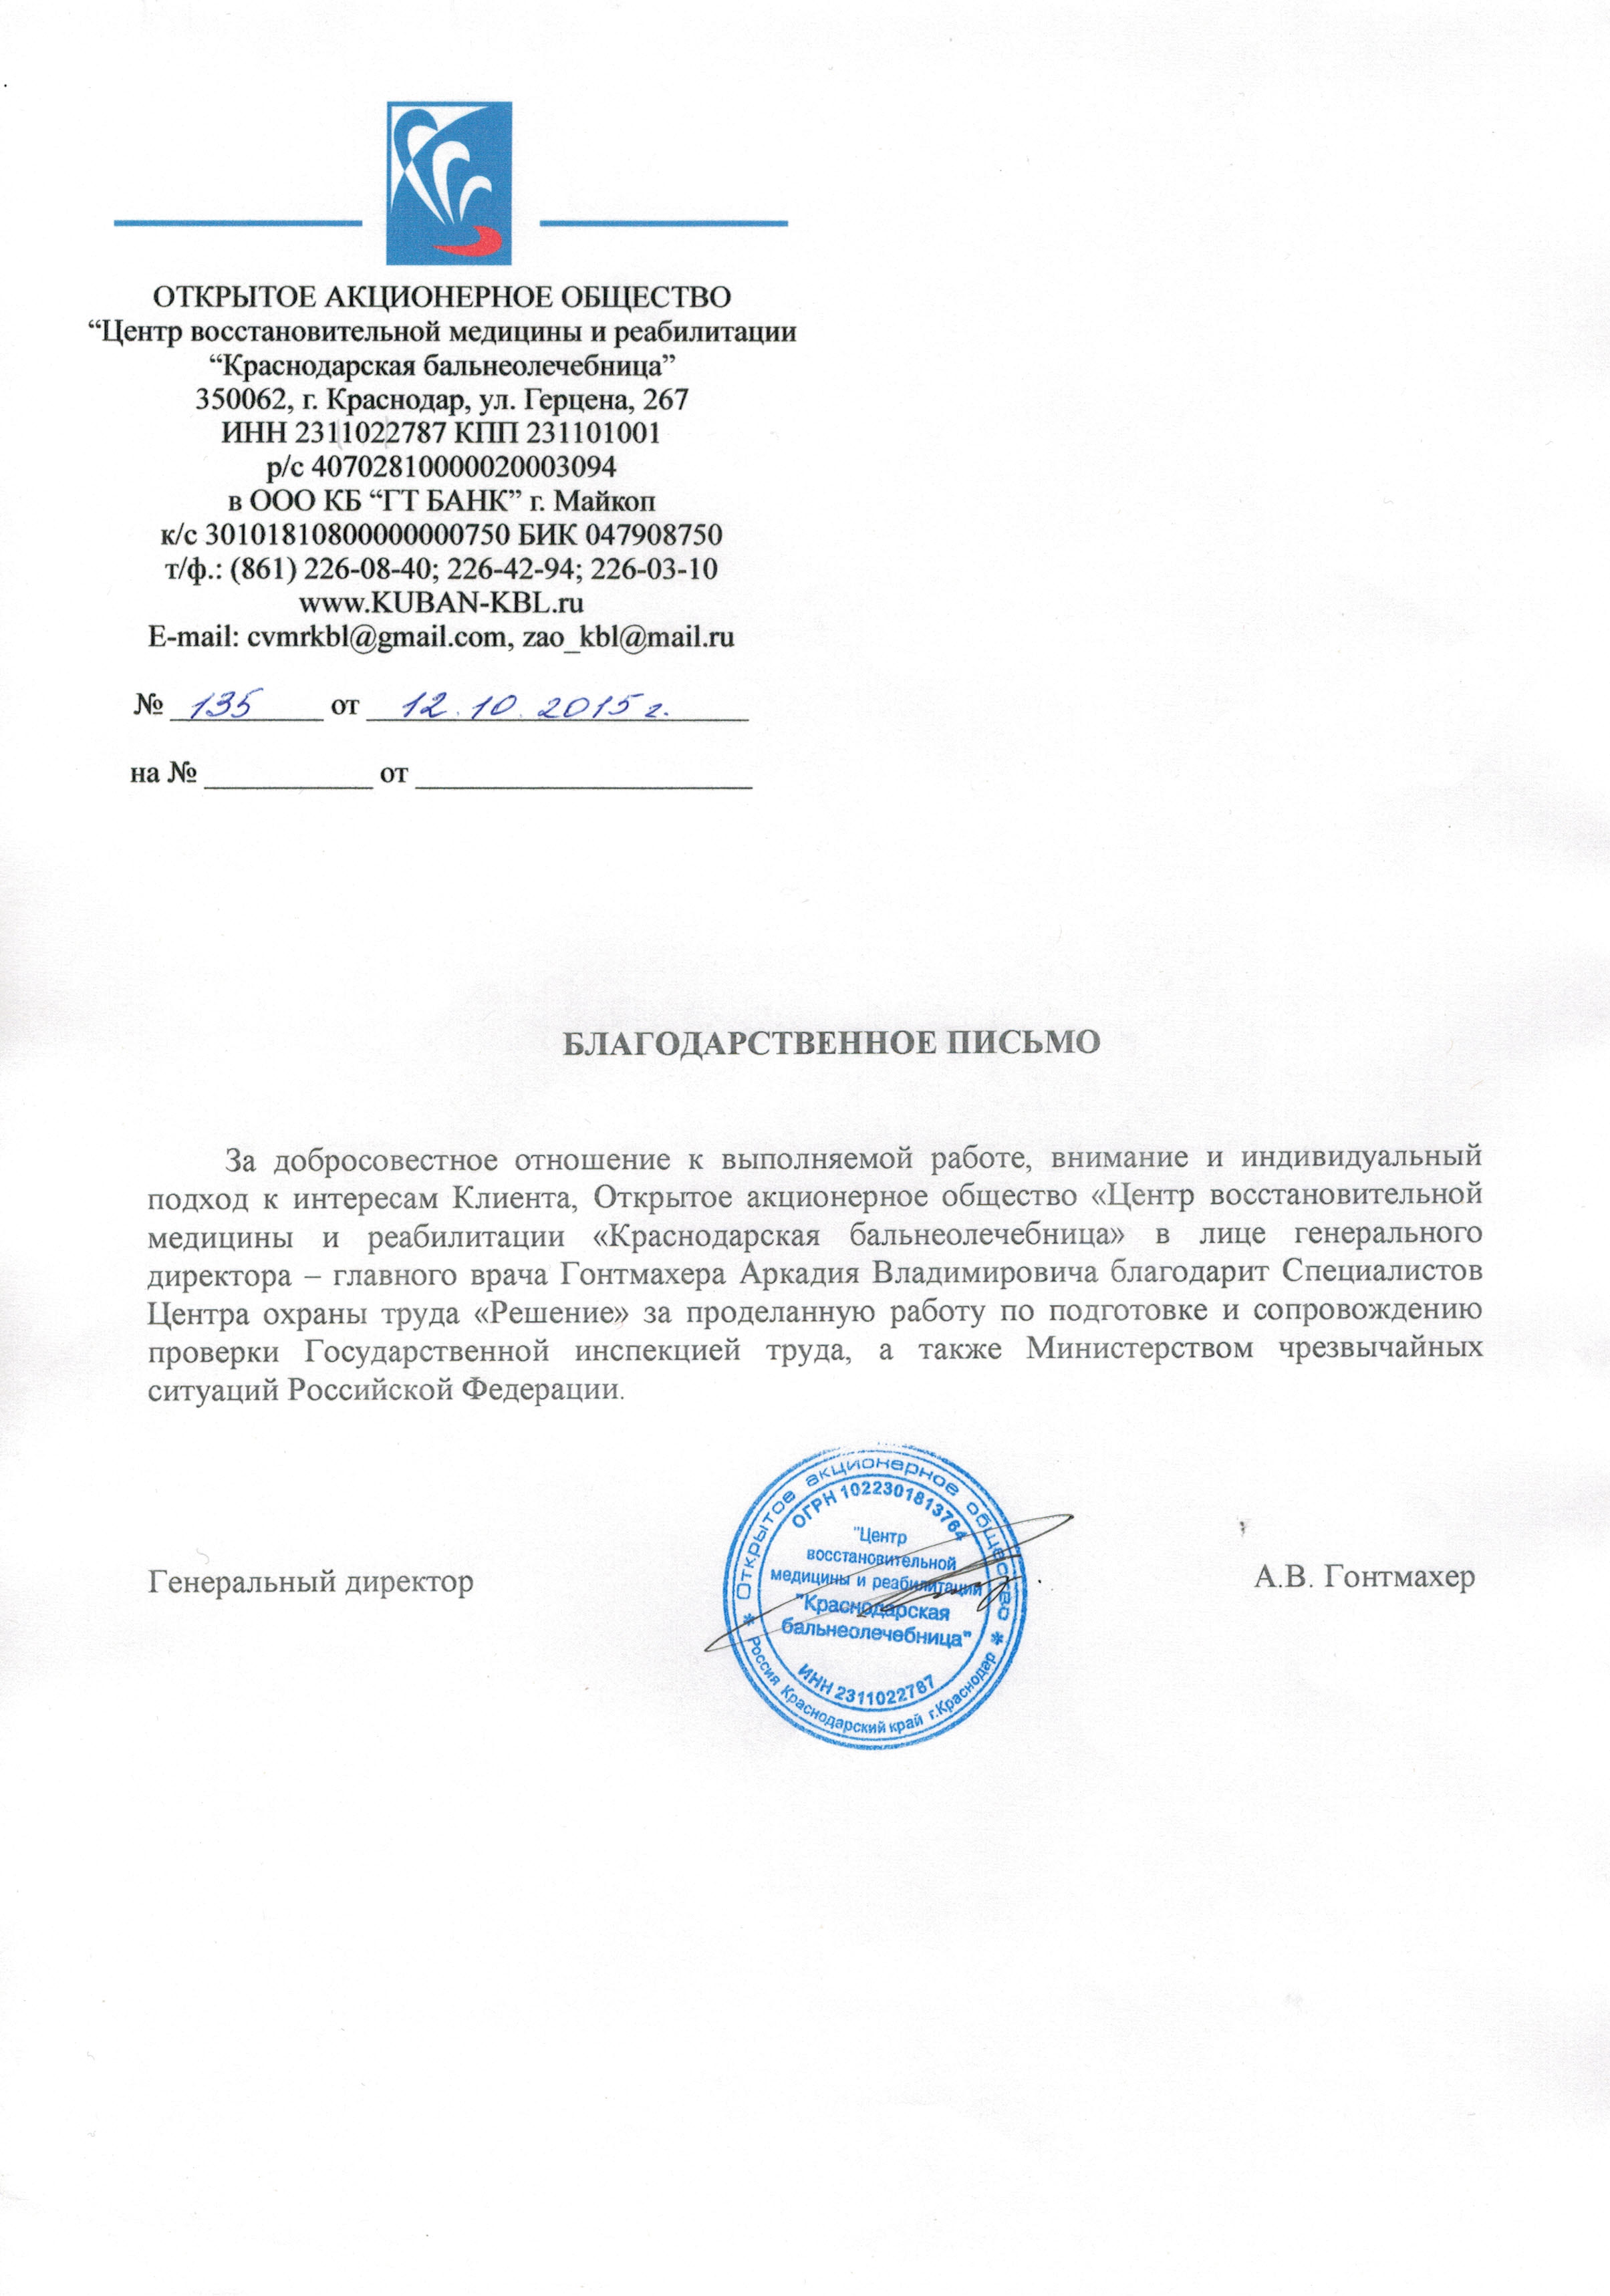 ОТКРЫТОЕ АКЦИОНЕРНОЕ ОБЩЕСТВО
“Центр восстановительной медицины и реабилитации
“Краснодарская бальнеолечебница”
350062, г. Краснодар, ул. Герцена, 267
ИНН 2311022787 КПП 231101001
р/с 40702810000020003094
в ООО КБ “ГТ БАНК” г. Майкоп
к/с 30101810800000000750 БИК 047908750
т/ф.: (861) 226-08-40; 226-42-94; 226-03-10
www.KUBAN-KBL.ru
E-mail: cvmrkbl@gmail.com, zao_kbl@mail.ru
№ 135 от 12.10.2015 г.
на № ____________ от ________________________
БЛАГОДАРСТВЕННОЕ ПИСЬМО
За добросовестное отношение к выполняемой работе, внимание и индивидуальный
подход к интересам Клиента, Открытое акционерное общество «Центр восстановительной
медицины и реабилитации «Краснодарская бальнеолечебница» в лице генерального
директора – главного врача Гонтмахера Аркадия Владимировича благодарит Специалистов
Центра охраны труда «Решение» за проделанную работу по подготовке и сопровождению
проверки Государственной инспекцией труда, а также Министерством чрезвычайных
ситуаций Российской Федерации.
Генеральный директор
А.В. Гонтмахер
Открытое акционерное общество
ОГРН 1022301813764
"Центр
восстановительной
медицины и реабилитации
"Краснодарская
бальнеолечебница"
ИНН 2311022787
* Россия Краснодарский край г.Краснодар *